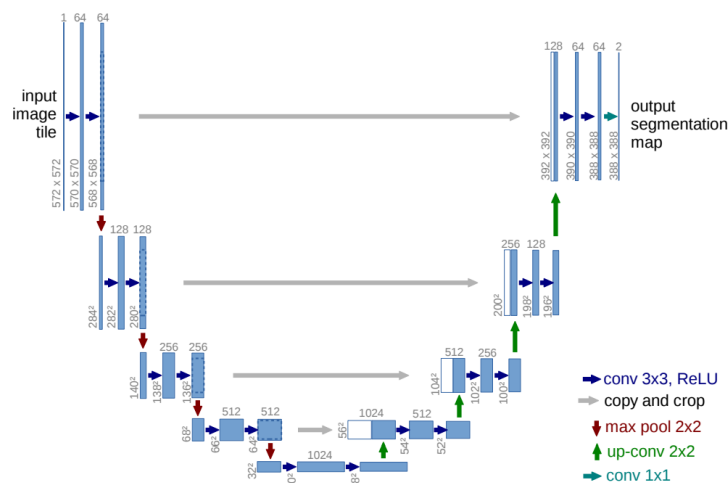 1 64 64
input
image
tile
572 x 572
570 x 570
568 x 568
128 64 64 2
output
segmentation
map
392 x 392
390 x 390
388 x 388
388 x 388
128 128
284²
282²
280²
256 128
200²
198²
196²
256 256
140²
138²
136²
512 256
104²
102²
100²
512 512
68²
66²
64²
1024 512
56²
54²
52²
1024
32²
conv 3x3, ReLU
copy and crop
max pool 2x2
up-conv 2x2
conv 1x1